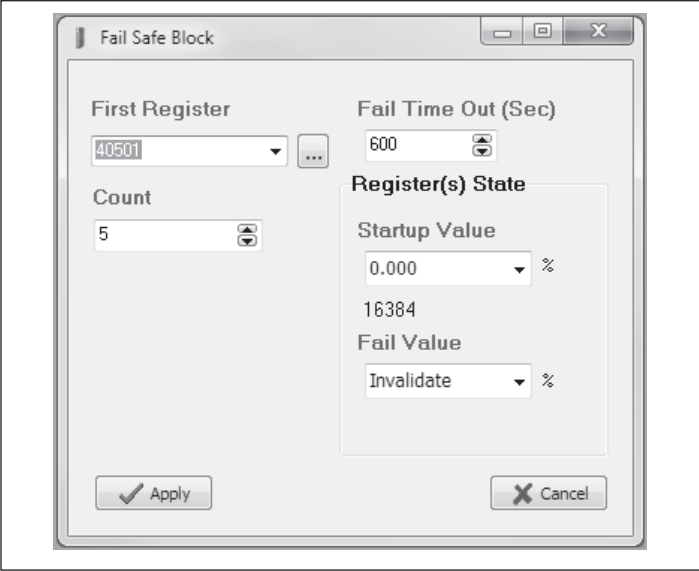 Fail Safe Block
First Register
40501
...
Count
5
Fail Time Out (Sec)
600
Register(s) State
Startup Value
0.000 %
16384
Fail Value
Invalidate %
Apply
Cancel